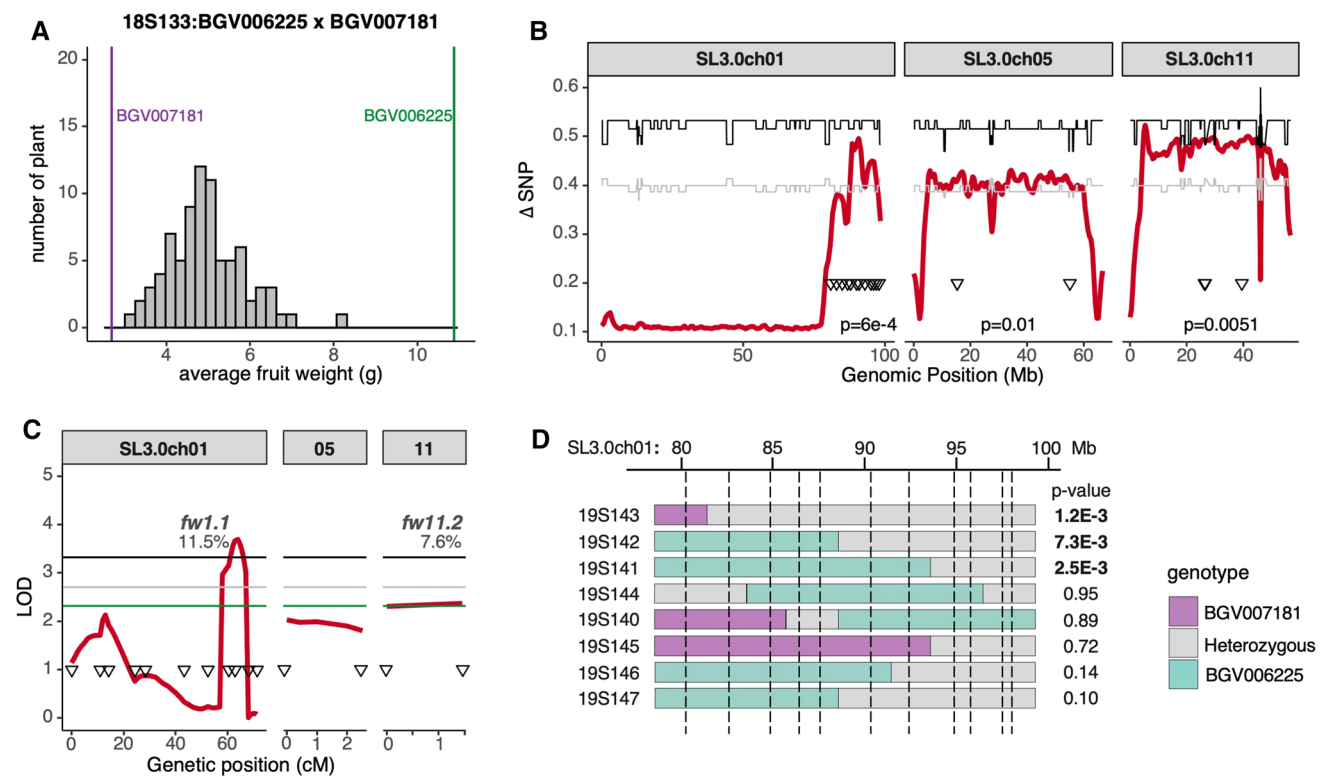 A
18S133:BGV006225 x BGV007181
20
15
10
5
0
number of plant
BGV007181
BGV006225
4
6
8
10
average fruit weight (g)
B
SL3.0ch01
SL3.0ch05
SL3.0ch11
0.6
0.5
0.4
0.3
0.2
0.1
Δ SNP
p=6e-4
p=0.01
p=0.0051
0
50
100
0
20
40
60
0
20
40
Genomic Position (Mb)
C
SL3.0ch01
05
11
5
4
3
2
1
0
LOD
fw1.1
11.5%
fw11.2
7.6%
0
20
40
60
0
1
2
0
1
Genetic position (cM)
D
SL3.0ch01: 80 85 90 95 100 Mb
p-value
19S143 1.2E-3
19S142 7.3E-3
19S141 2.5E-3
19S144 0.95
19S140 0.89
19S145 0.72
19S146 0.14
19S147 0.10
genotype
BGV007181
Heterozygous
BGV006225